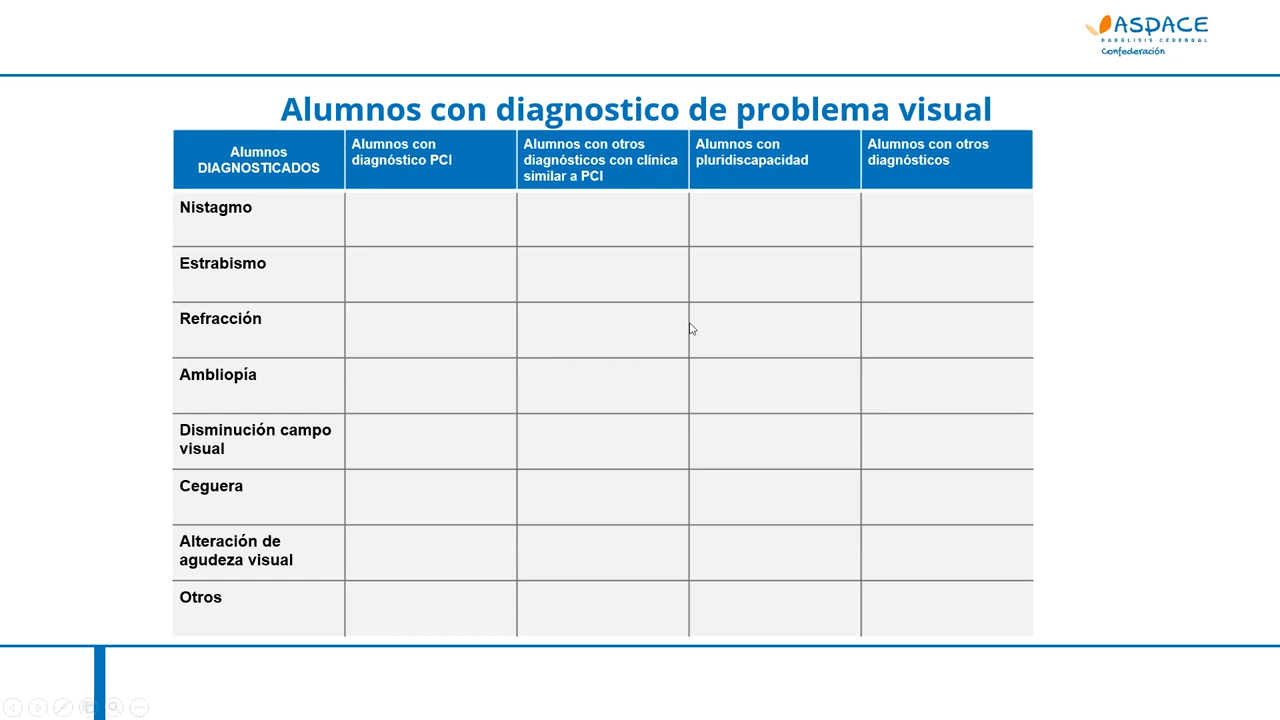 ASPACE
PARÁLISIS CEREBRAL
Confederación
Alumnos con diagnostico de problema visual
Alumnos
DIAGNOSTICADOS
Alumnos con
diagnóstico PCI
Alumnos con otros
diagnósticos con clínica
similar a PCI
Alumnos con
pluridiscapacidad
Alumnos con otros
diagnósticos
Nistagmo
Estrabismo
Refracción
Ambliopía
Disminución campo
visual
Ceguera
Alteración de
agudeza visual
Otros